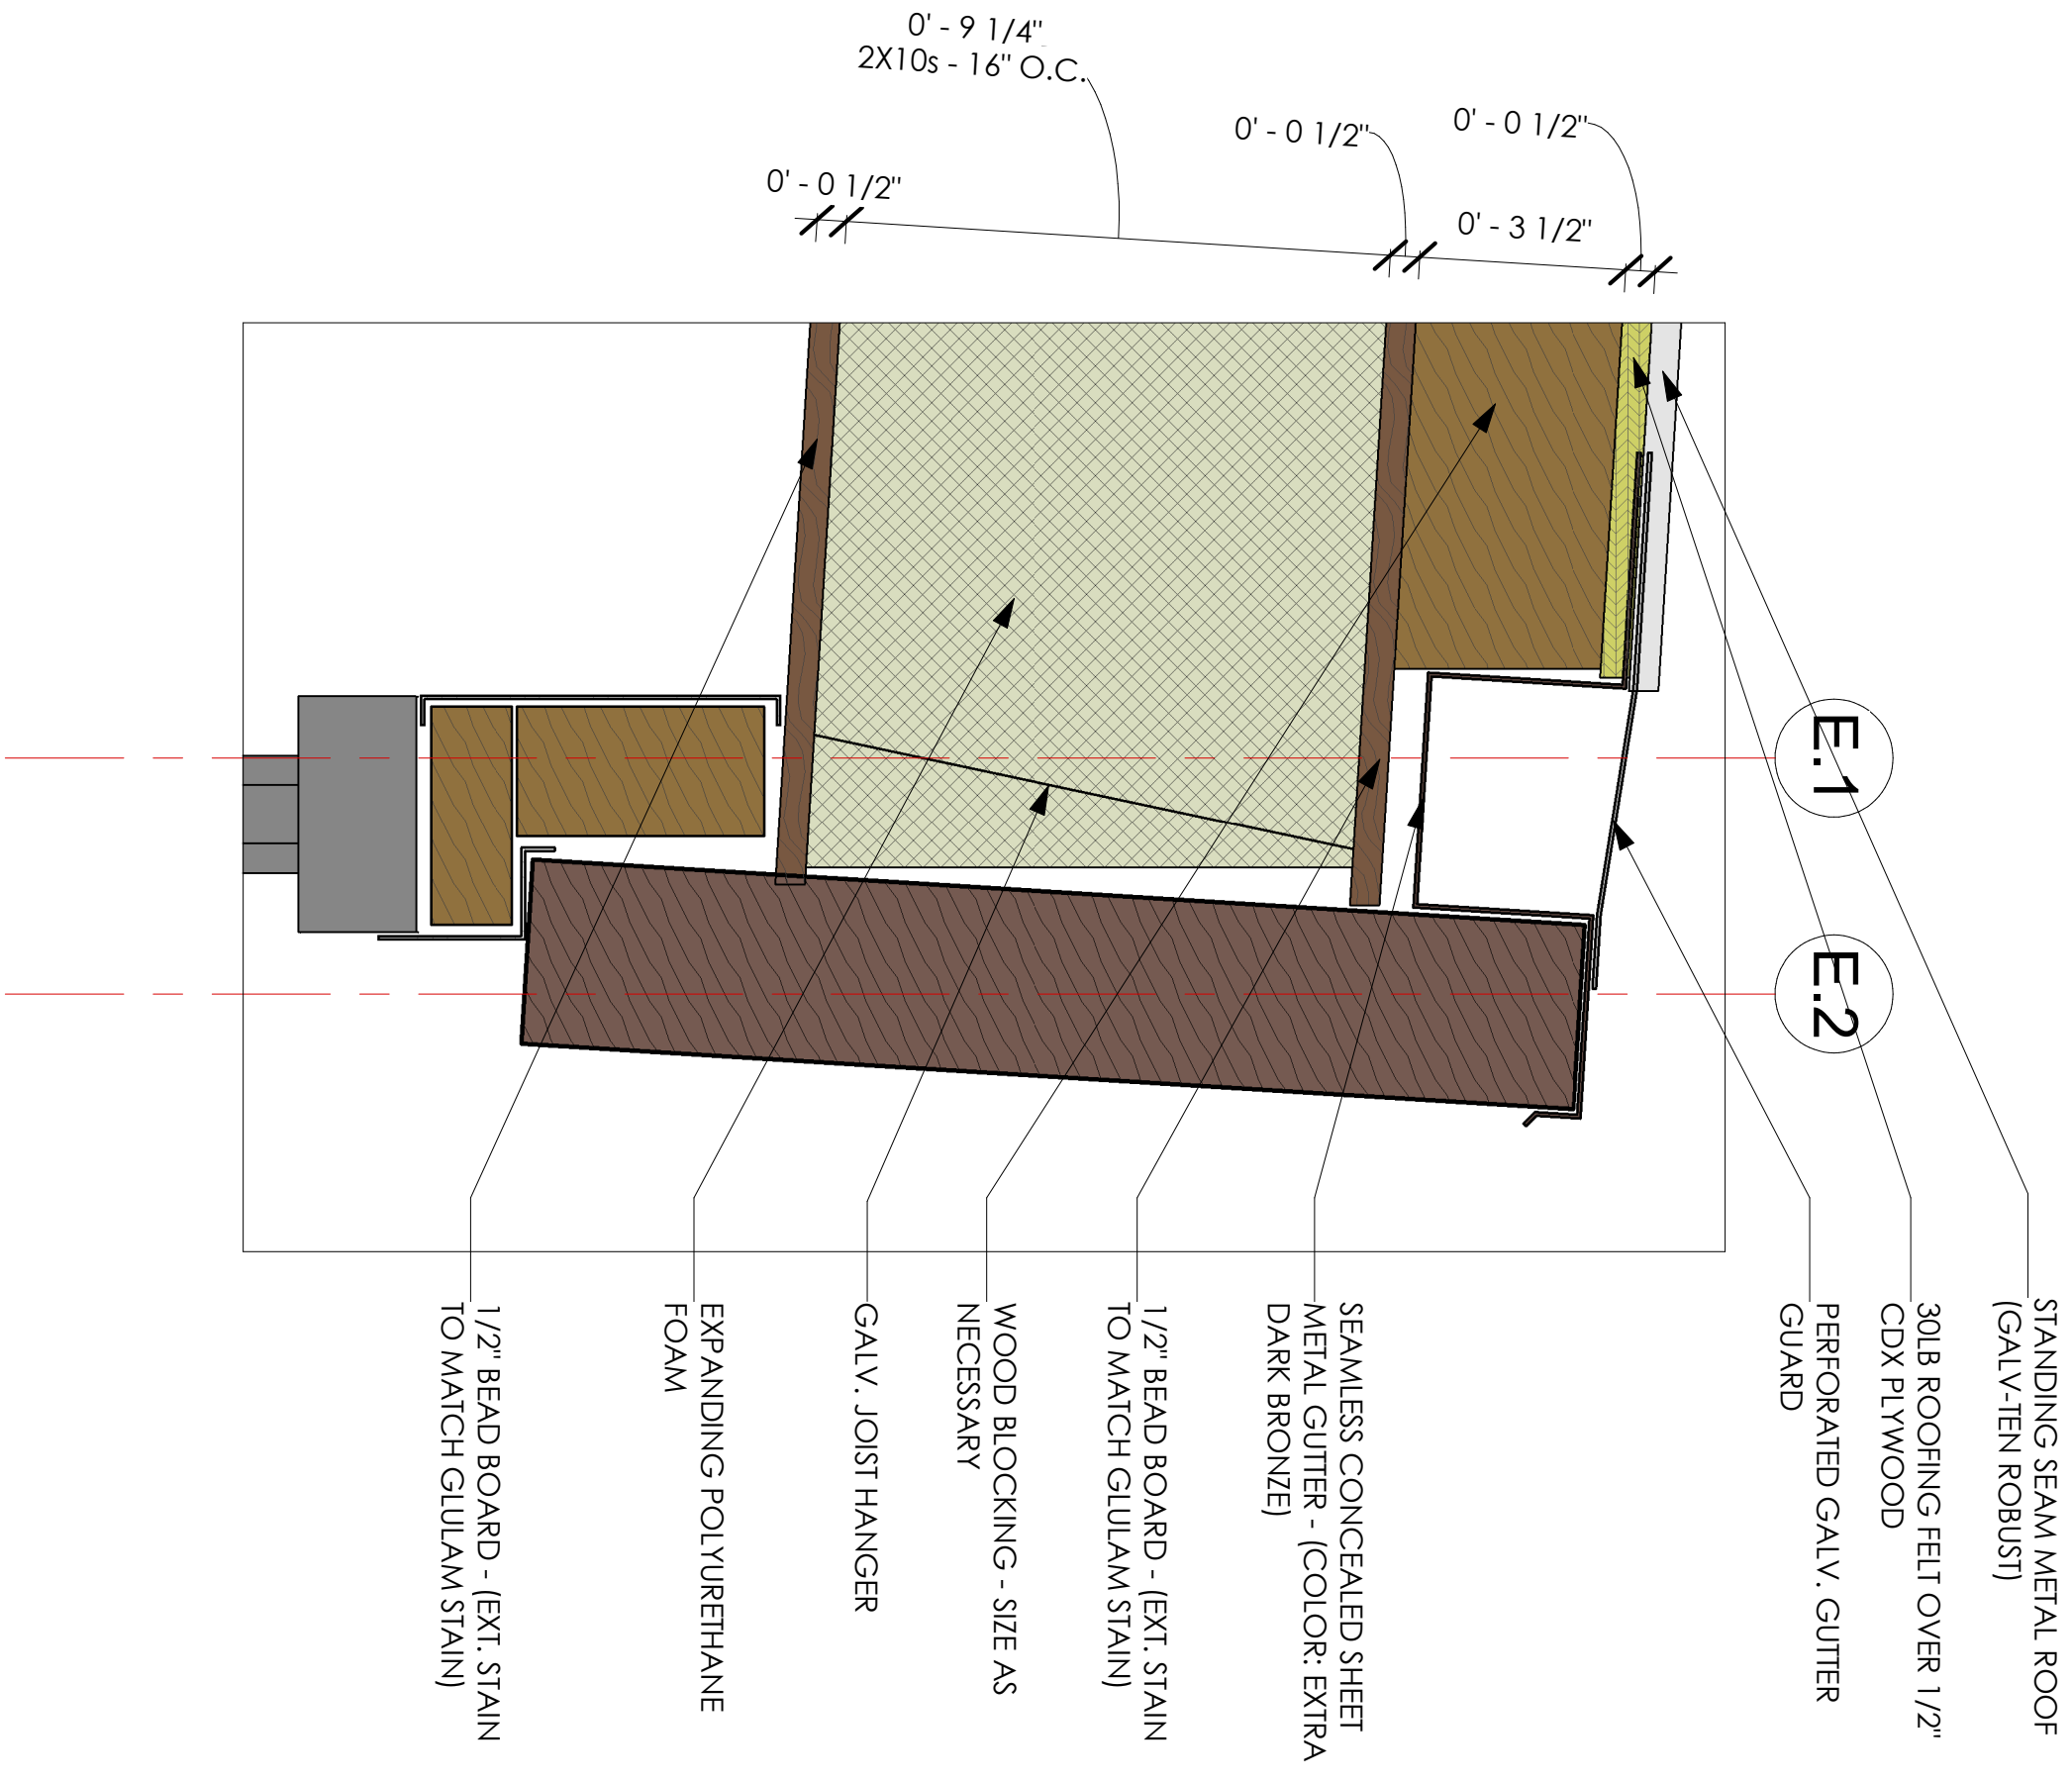 0' - 9 1/4"
2X10s - 16" O.C.
0' - 0 1/2"
0' - 0 1/2"
0' - 3 1/2"
0' - 0 1/2"
E.1
E.2
STANDING SEAM METAL ROOF
(GALV-TEN ROBUST)
30LB ROOFING FELT OVER 1/2"
CDX PLYWOOD
PERFORATED GALV. GUTTER
GUARD
SEAMLESS CONCEALED SHEET
METAL GUTTER - (COLOR: EXTRA
DARK BRONZE)
1/2" BEAD BOARD - (EXT. STAIN
TO MATCH GLULAM STAIN)
WOOD BLOCKING - SIZE AS
NECESSARY
GALV. JOIST HANGER
EXPANDING POLYURETHANE
FOAM
1/2" BEAD BOARD - (EXT. STAIN
TO MATCH GLULAM STAIN)